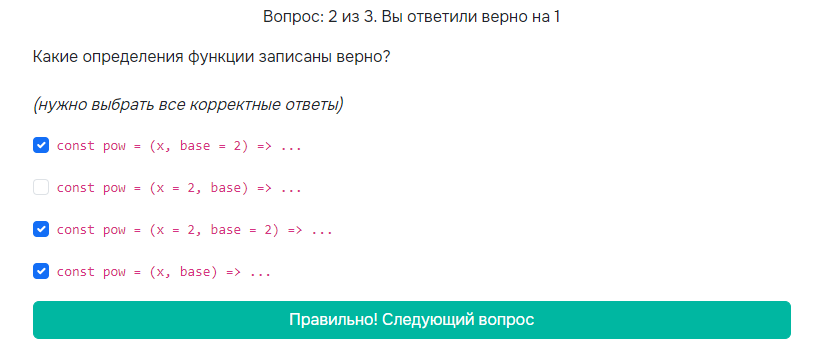 Вопрос: 2 из 3. Вы ответили верно на 1
Какие определения функции записаны верно?
(нужно выбрать все корректные ответы)
const pow = (x, base = 2) => ...
const pow = (x = 2, base) => ...
const pow = (x = 2, base = 2) => ...
const pow = (x, base) => ...
Правильно! Следующий вопрос